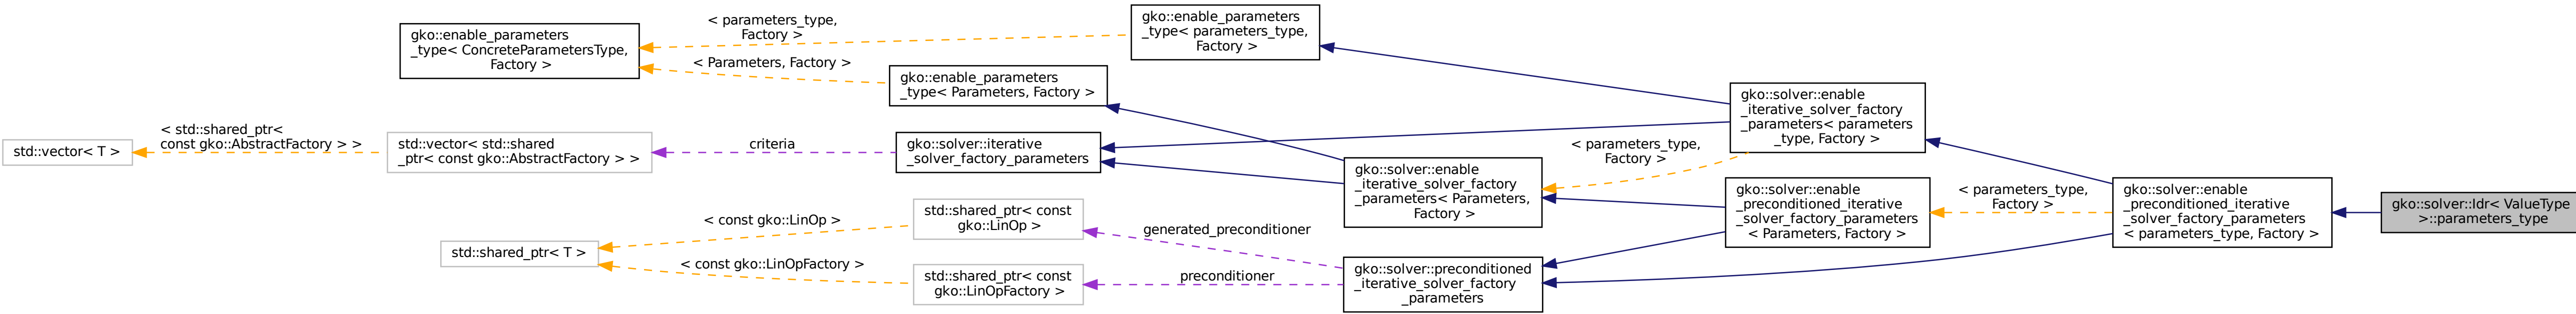 std::vector< T >
< std::shared_ptr<
const gko::AbstractFactory > >
std::vector< std::shared
_ptr< const gko::AbstractFactory > >
gko::enable_parameters
_type< ConcreteParametersType,
Factory >
< parameters_type,
Factory >
< Parameters, Factory >
gko::enable_parameters
_type< Parameters, Factory >
gko::enable_parameters
_type< parameters_type,
Factory >
criteria
gko::solver::iterative
_solver_factory_parameters
std::shared_ptr< T >
< const gko::LinOp >
< const gko::LinOpFactory >
std::shared_ptr< const
gko::LinOp >
std::shared_ptr< const
gko::LinOpFactory >
generated_preconditioner
preconditioner
gko::solver::enable
_iterative_solver_factory
_parameters< Parameters,
Factory >
gko::solver::preconditioned
_iterative_solver_factory
_parameters
< parameters_type,
Factory >
gko::solver::enable
_iterative_solver_factory
_parameters< parameters
_type, Factory >
gko::solver::enable
_preconditioned_iterative
_solver_factory_parameters
< Parameters, Factory >
< parameters_type,
Factory >
gko::solver::enable
_preconditioned_iterative
_solver_factory_parameters
< parameters_type, Factory >
gko::solver::Idr< ValueType
>::parameters_type